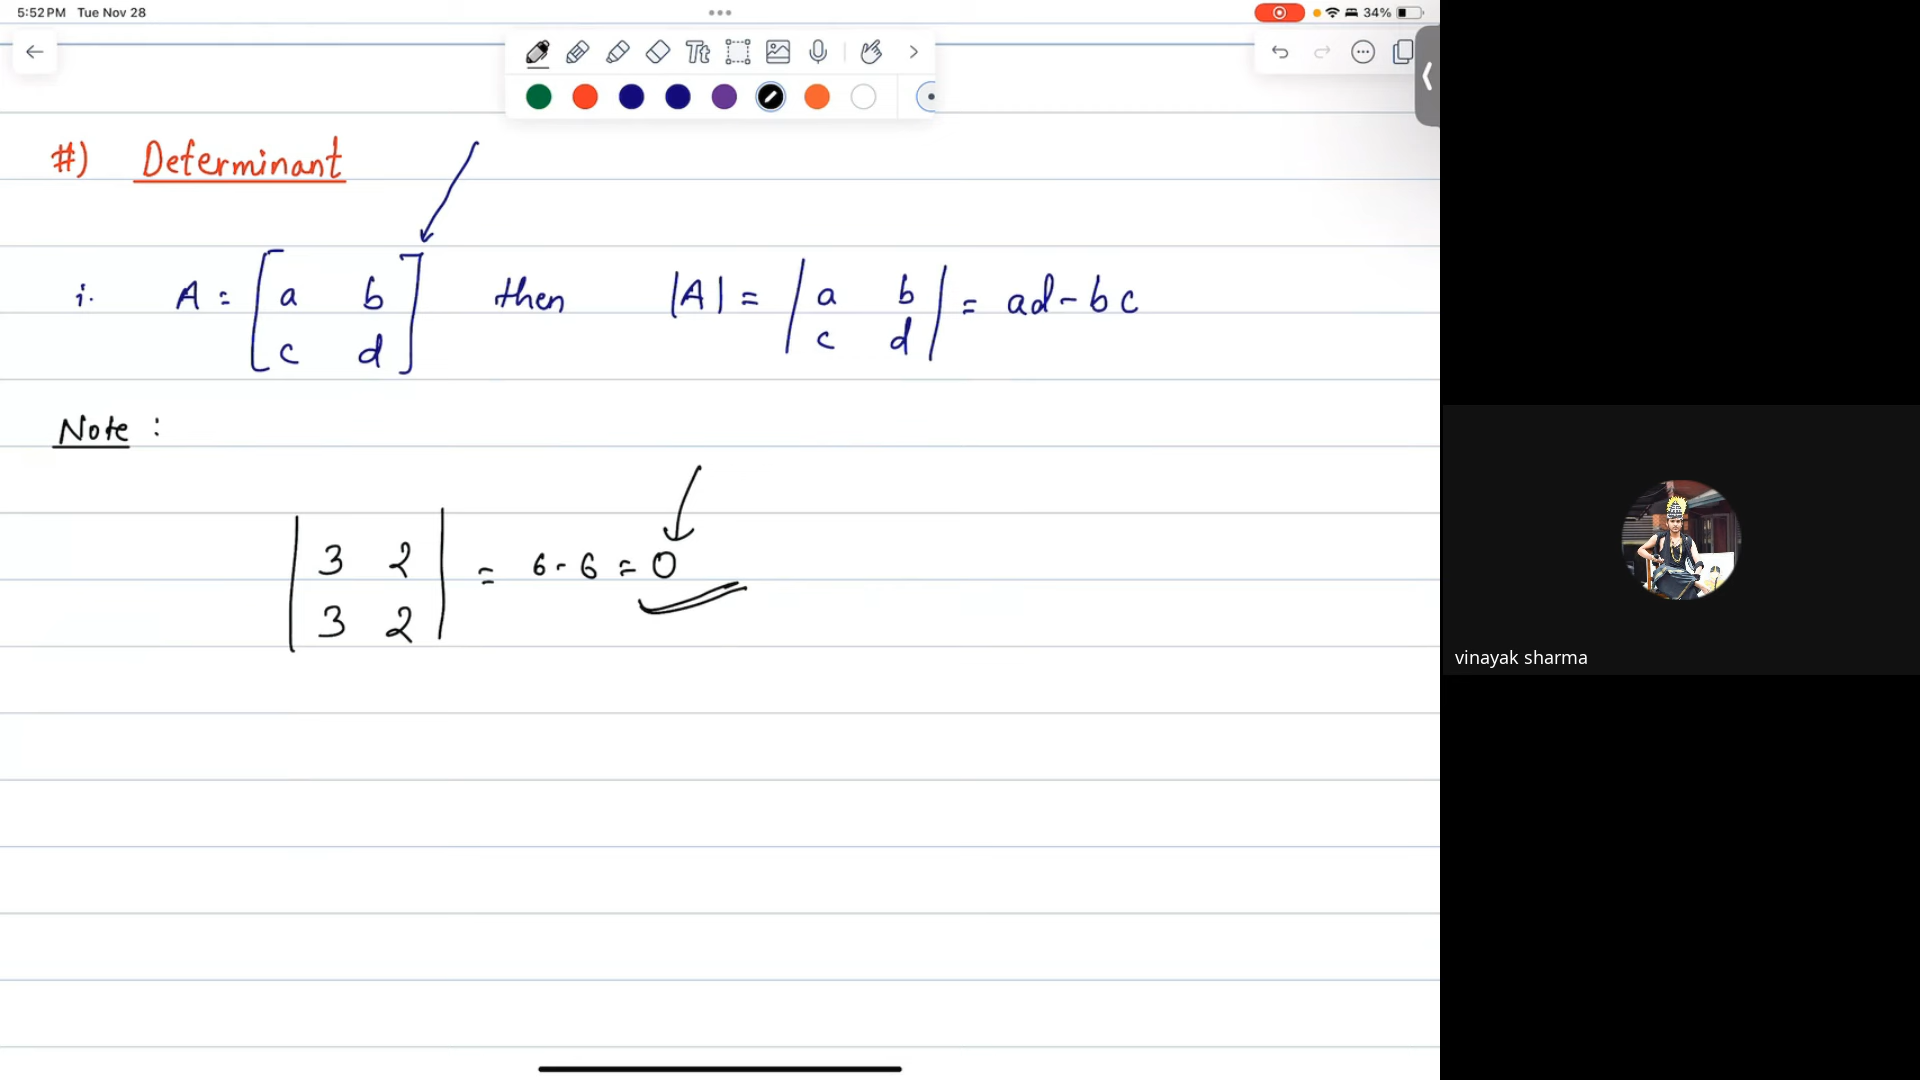 5:52 PM Tue Nov 28
34%
Tt
#) Determinant
i. A = [a b then |A| = |a b| = ad - bc
c d] c d
Note :
|3 2| = 6 - 6 = 0
3 2
vinayak sharma